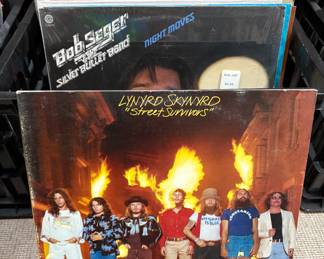 Bob Seger
SILVER BULLET BAND
NIGHT MOVES
LYNYRD SKYNYRD
"Street Survivors"